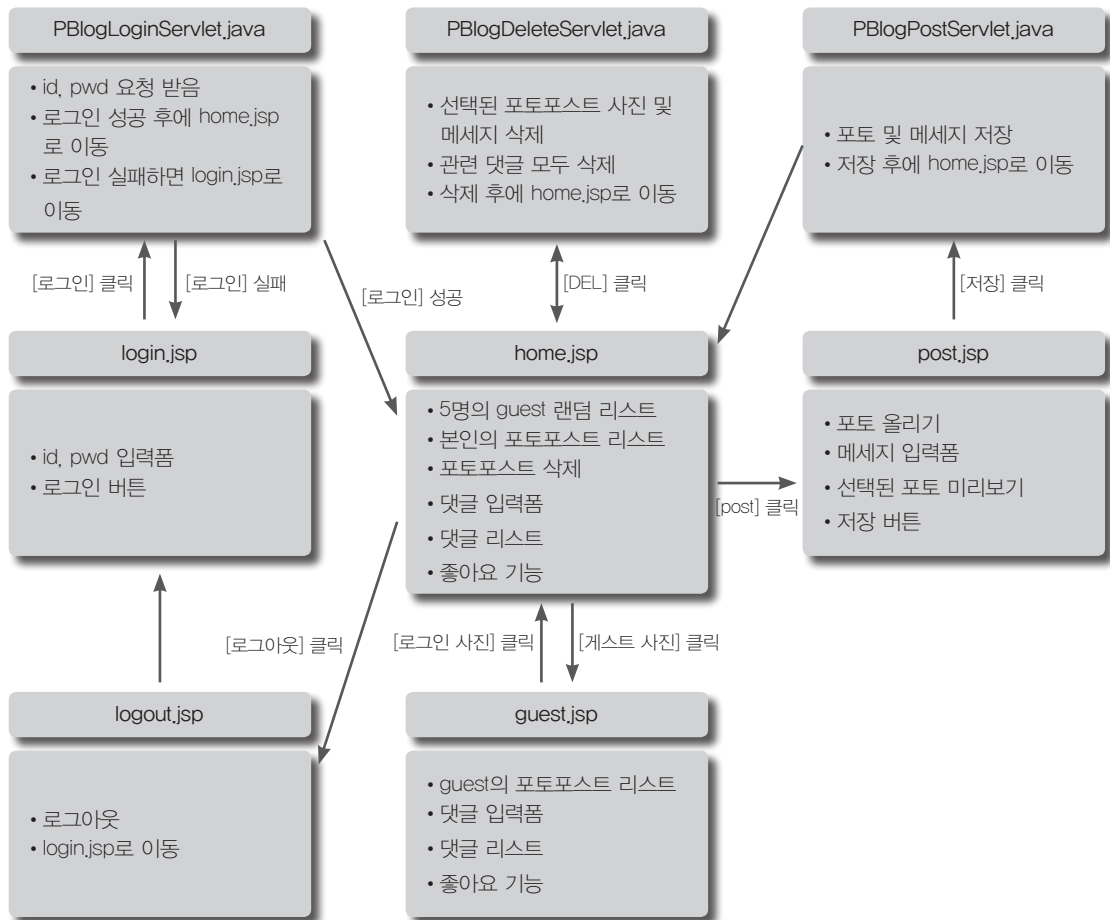 PBlogLoginServlet.java
• id, pwd 요청 받음
• 로그인 성공 후에 home.jsp
로 이동
• 로그인 실패하면 login.jsp로
이동
PBlogDeleteServlet.java
• 선택된 포토포스트 사진 및
메세지 삭제
• 관련 댓글 모두 삭제
• 삭제 후에 home.jsp로 이동
PBlogPostServlet.java
• 포토 및 메세지 저장
• 저장 후에 home.jsp로 이동
[로그인] 클릭
[로그인] 실패
[로그인] 성공
[DEL] 클릭
[저장] 클릭
login.jsp
• id, pwd 입력폼
• 로그인 버튼
home.jsp
• 5명의 guest 랜덤 리스트
• 본인의 포토포스트 리스트
• 포토포스트 삭제
• 댓글 입력폼
• 댓글 리스트
• 좋아요 기능
[post] 클릭
post.jsp
• 포토 올리기
• 메세지 입력폼
• 선택된 포토 미리보기
• 저장 버튼
[로그아웃] 클릭
[로그인 사진] 클릭
[게스트 사진] 클릭
logout.jsp
• 로그아웃
• login.jsp로 이동
guest.jsp
• guest의 포토포스트 리스트
• 댓글 입력폼
• 댓글 리스트
• 좋아요 기능